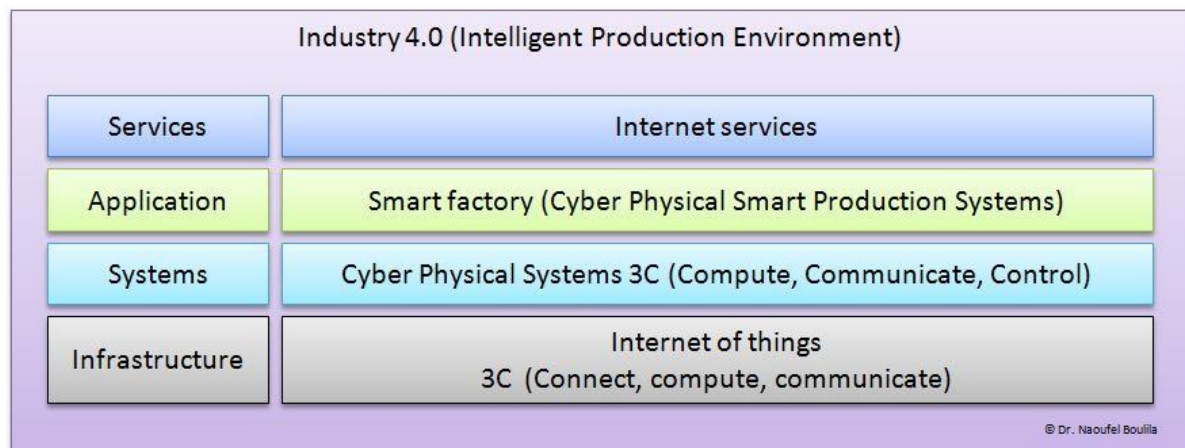 Industry 4.0 (Intelligent Production Environment)
Services
Internet services
Application
Smart factory (Cyber Physical Smart Production Systems)
Systems
Cyber Physical Systems 3C (Compute, Communicate, Control)
Infrastructure
Internet of things
3C (Connect, compute, communicate)
© Dr. Naoufel Boulila